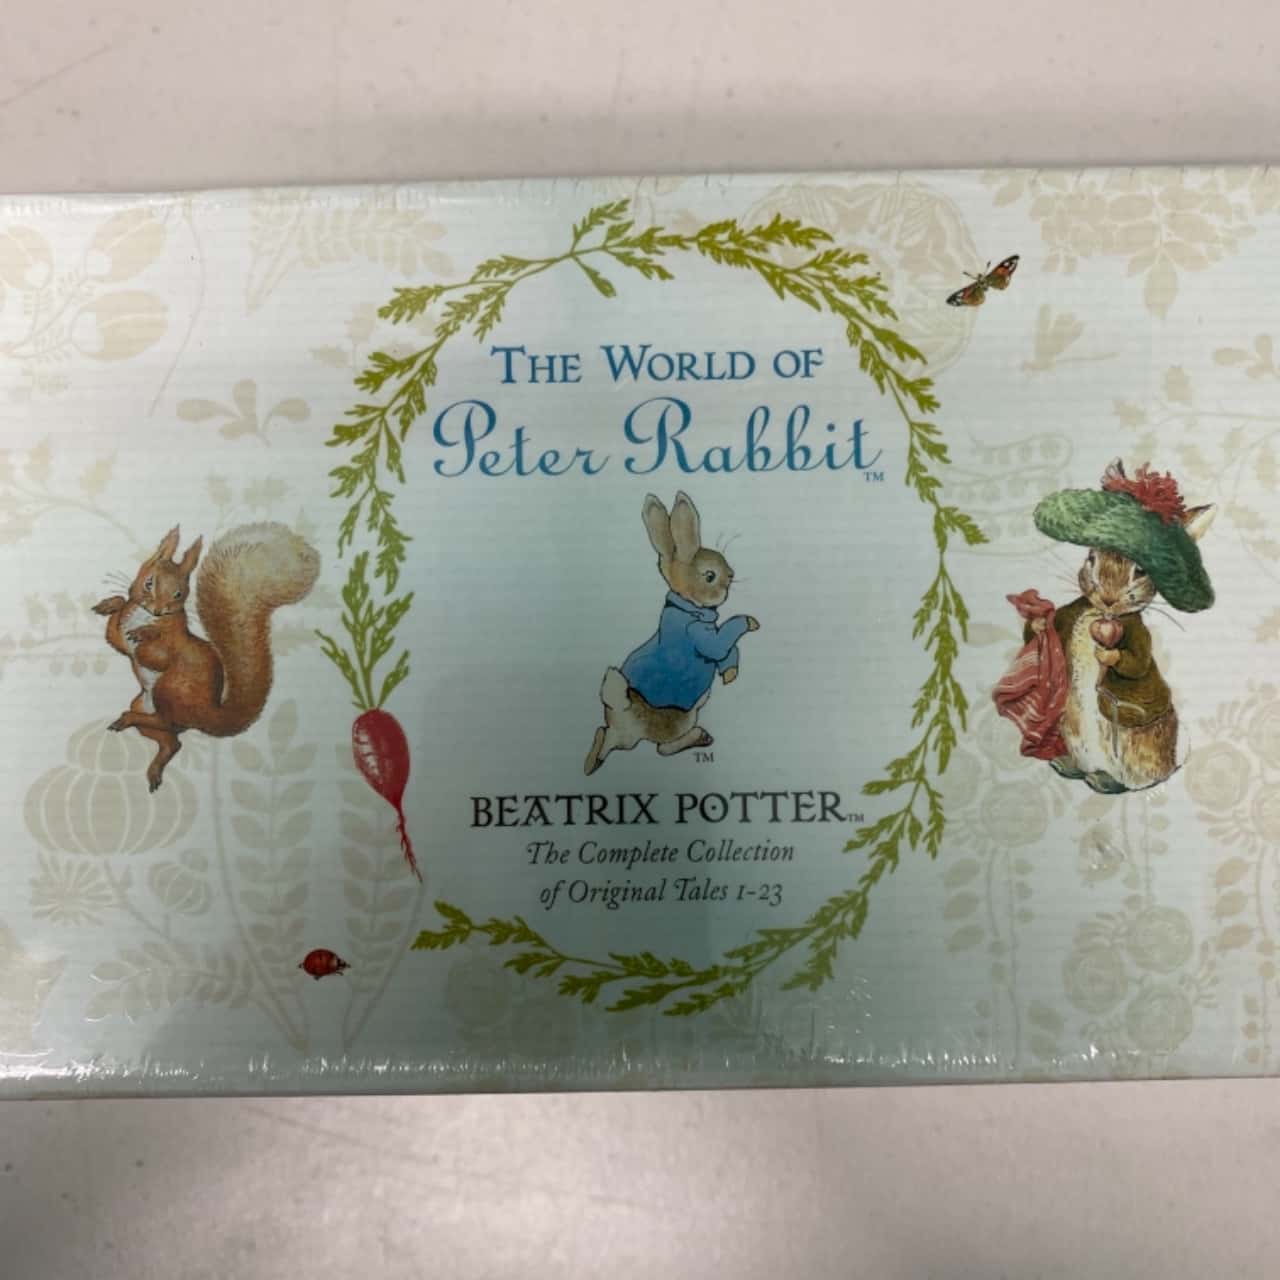 THE WORLD OF
Peter Rabbit™
™
BEATRIX POTTER™
The Complete Collection
of Original Tales 1-23